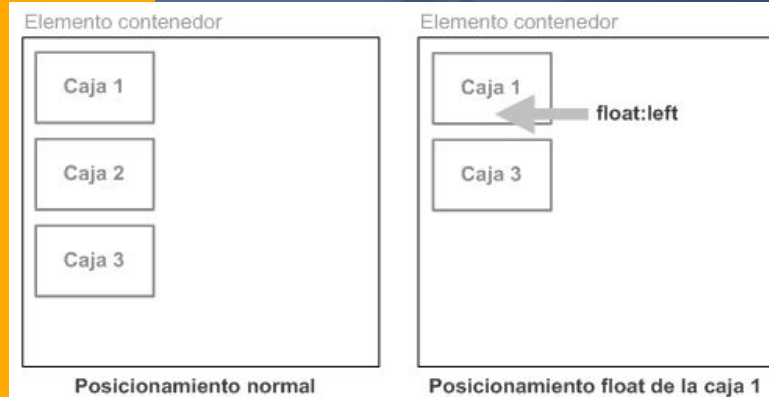 Elemento contenedor
Caja 1
Caja 2
Caja 3
Posicionamiento normal
Elemento contenedor
Caja 1
float:left
Caja 3
Posicionamiento float de la caja 1